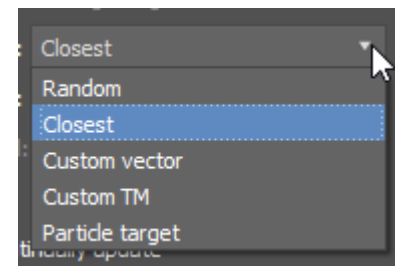 Closest
Random
Closest
Custom vector
Custom TM
Particle target